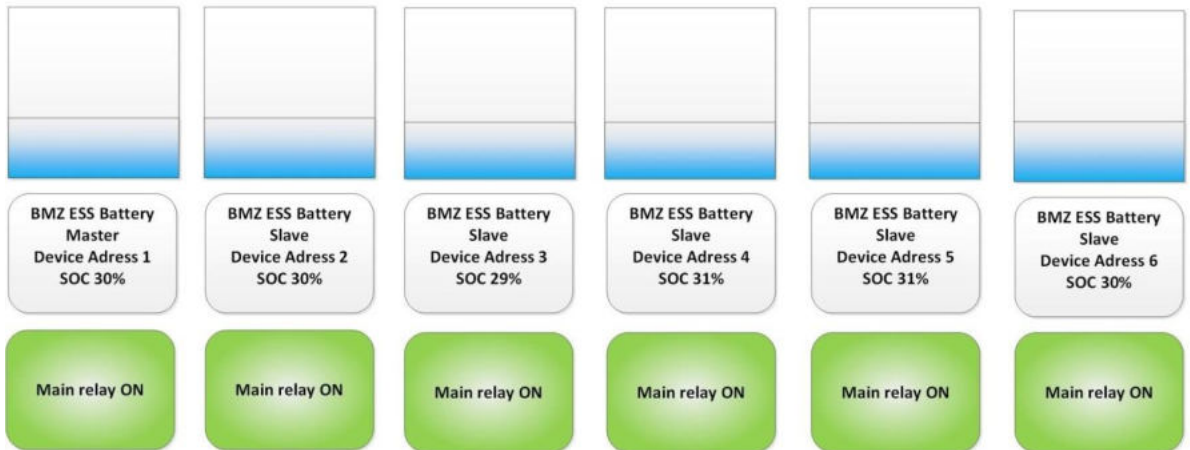 BMZ ESS Battery
Master
Device Adress 1
SOC 30%
BMZ ESS Battery
Slave
Device Adress 2
SOC 30%
BMZ ESS Battery
Slave
Device Adress 3
SOC 29%
BMZ ESS Battery
Slave
Device Adress 4
SOC 31%
BMZ ESS Battery
Slave
Device Adress 5
SOC 31%
BMZ ESS Battery
Slave
Device Adress 6
SOC 30%
Main relay ON
Main relay ON
Main relay ON
Main relay ON
Main relay ON
Main relay ON